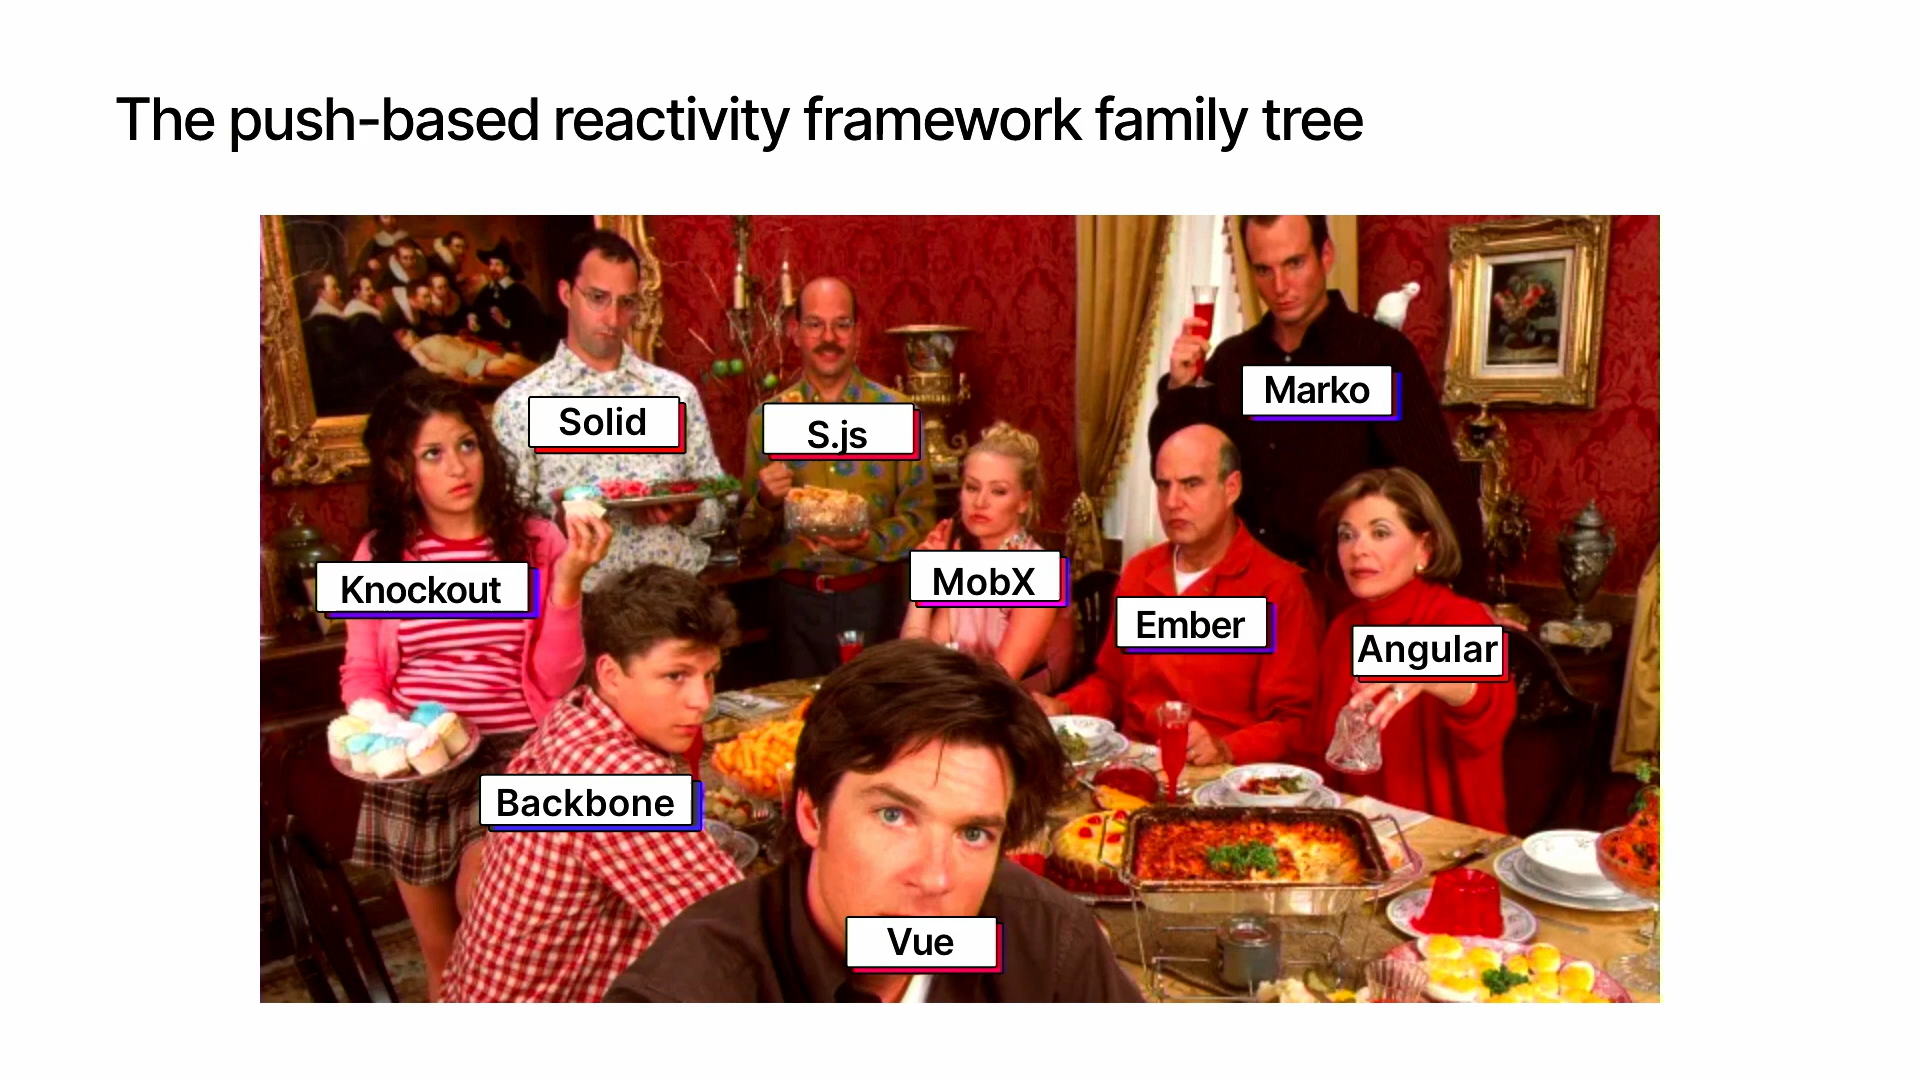 The push-based reactivity framework family tree
Marko
Solid
S.js
MobX
Knockout
Ember
Angular
Backbone
Vue